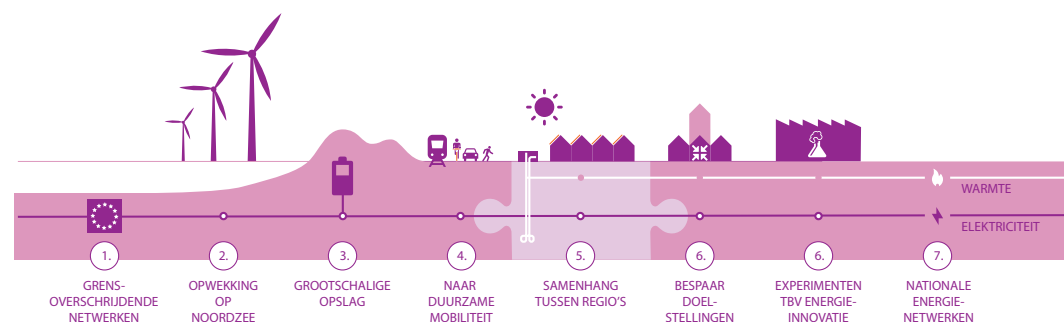 WARMTE
ELEKTRICITEIT
1.
GRENS-
OVERSCHRIJDENDE
NETWERKEN
2.
OPWEKKING
OP
NOORDZEE
3.
GROOTSCHALIGE
OPSLAG
4.
NAAR
DUURZAME
MOBILITEIT
5.
SAMENHANG
TUSSEN REGIO'S
6.
BESPAAR
DOEL-
STELLINGEN
6.
EXPERIMENTEN
TBV ENERGIE-
INNOVATIE
7.
NATIONALE
ENERGIE-
NETWERKEN